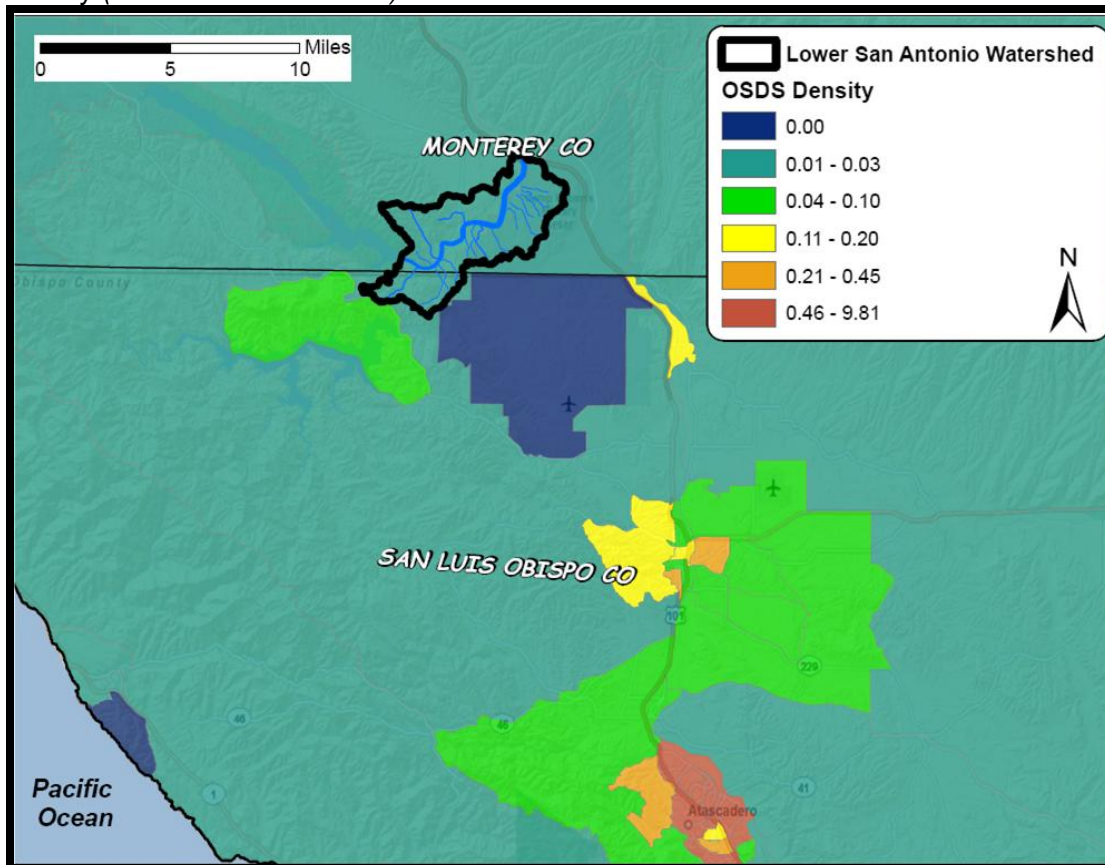 Miles
0 5 10
Lower San Antonio Watershed
OSDS Density
0.00
0.01 - 0.03
0.04 - 0.10
0.11 - 0.20
0.21 - 0.45
0.46 - 9.81
N
MONTEREY CO
Obispo County
SAN LUIS OBISPO CO
101
229
46
46
41
1
Atascadero
Pacific
Ocean